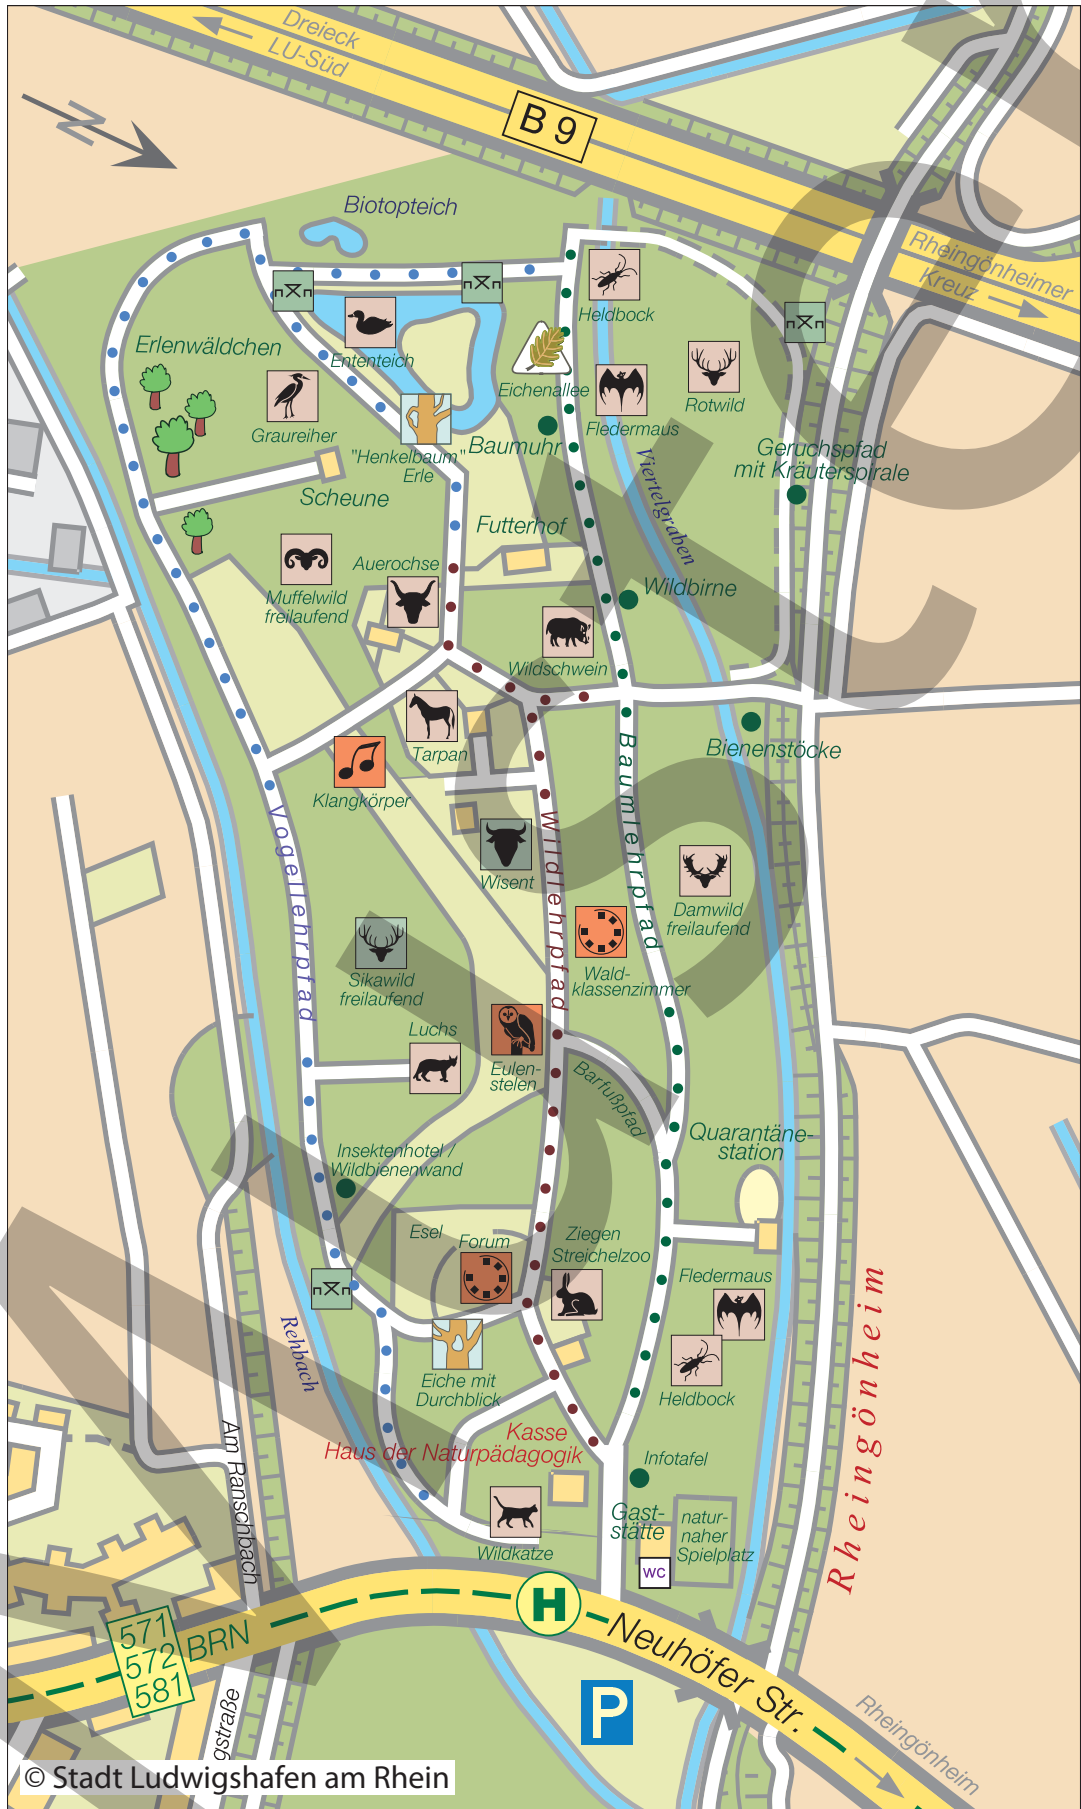 Dreieck
LU-Süd
B 9
N
Rheingönheimer
Kreuz
Biotopteich
Heldbock
Ententeich
Erlenwäldchen
Eichenallee
Rotwild
Graureiher
Fledermaus
Baumuhr
"Henkelbaum"
Erle
Geruchspfad
mit Kräuterspirale
Viertelgraben
Scheune
Futterhof
Auerochse
Muffelwild
freilaufend
Wildbirne
Wildschwein
Tarpan
Bienenstöcke
Klangkörper
Vogellehrpfad
Wildlehrpfad
Baumlehrpfad
Wisent
Damwild
freilaufend
Sikawild
freilaufend
Wald-
klassenzimmer
Luchs
Eulen-
stelen
Barfußpfad
Quarantäne-
station
Insektenhotel /
Wildbienenwand
Esel
Forum
Ziegen
Streichelzoo
Fledermaus
Rehbach
Rheingönheim
Eiche mit
Durchblick
Heldbock
Kasse
Haus der Naturpädagogik
Infotafel
Am Ranschbach
Gast-
stätte
natur-
naher
Spielplatz
Wildkatze
WC
H
571
572
581
BRN
Neuhöfer Str.
P
Rheingönheim
gstraße
© Stadt Ludwigshafen am Rhein